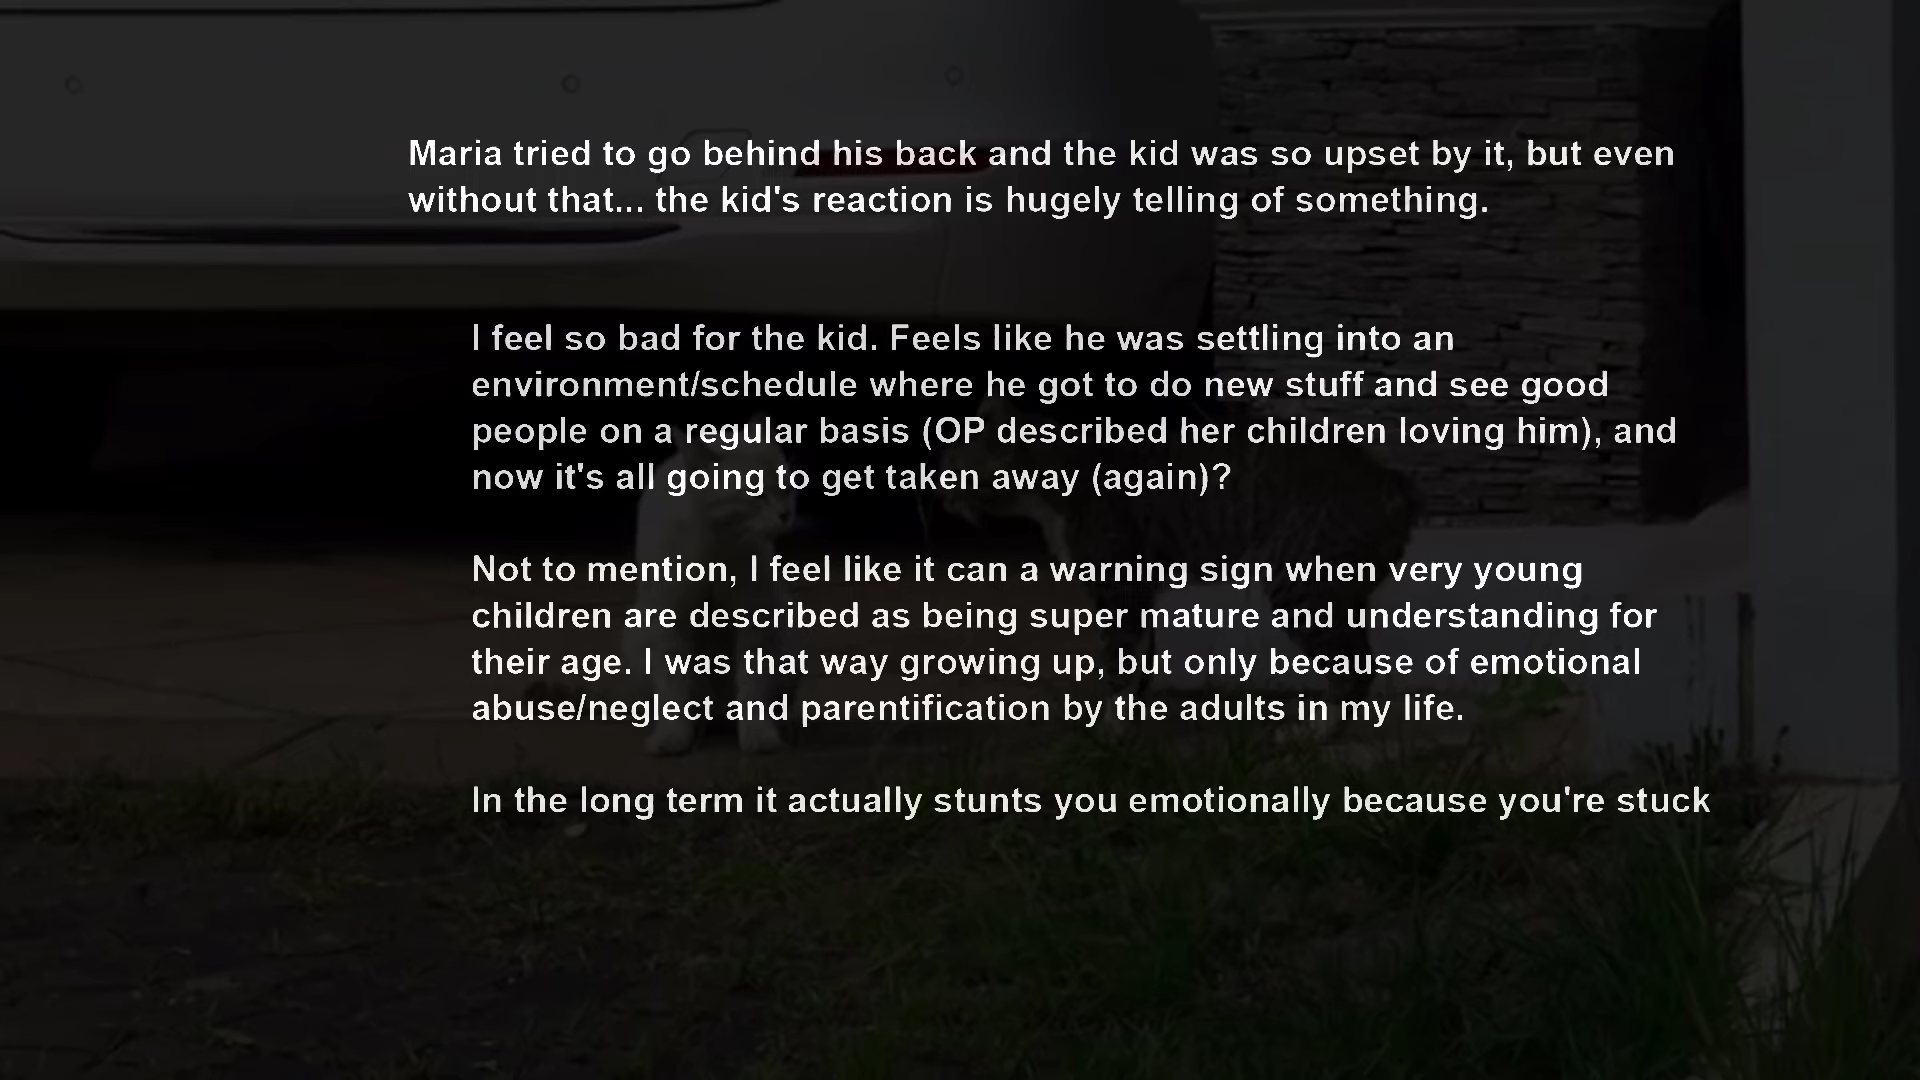 Maria tried to go behind his back and the kid was so upset by it, but even
without that... the kid's reaction is hugely telling of something.
I feel so bad for the kid. Feels like he was settling into an
environment/schedule where he got to do new stuff and see good
people on a regular basis (OP described her children loving him), and
now it's all going to get taken away (again)?
Not to mention, I feel like it can a warning sign when very young
children are described as being super mature and understanding for
their age. I was that way growing up, but only because of emotional
abuse/neglect and parentification by the adults in my life.
In the long term it actually stunts you emotionally because you're stuck